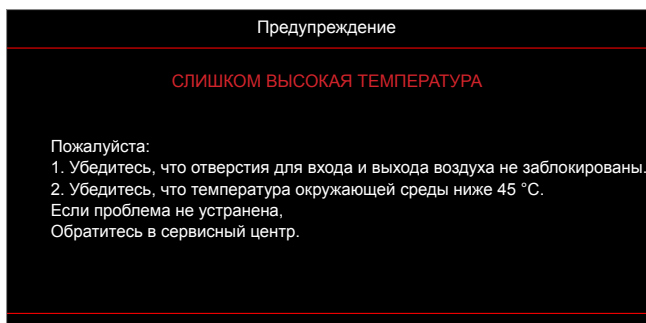 Предупреждение
СЛИШКОМ ВЫСОКАЯ ТЕМПЕРАТУРА
Пожалуйста:
1. Убедитесь, что отверстия для входа и выхода воздуха не заблокированы.
2. Убедитесь, что температура окружающей среды ниже 45 °C.
Если проблема не устранена,
Обратитесь в сервисный центр.